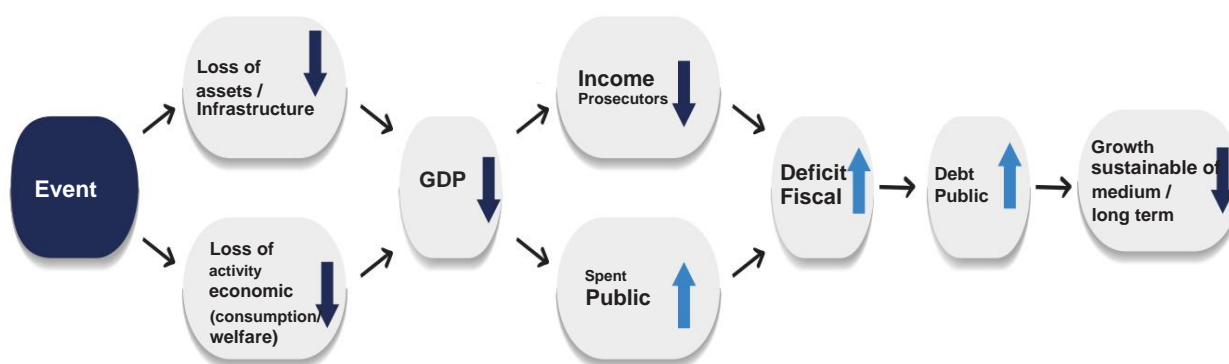 Event
Loss of
assets /
Infrastructure
Loss of
activity
economic
(consumption/
welfare)
GDP
Income
Prosecutors
Spent
Public
Deficit
Fiscal
Debt
Public
Growth
sustainable of
medium /
long term